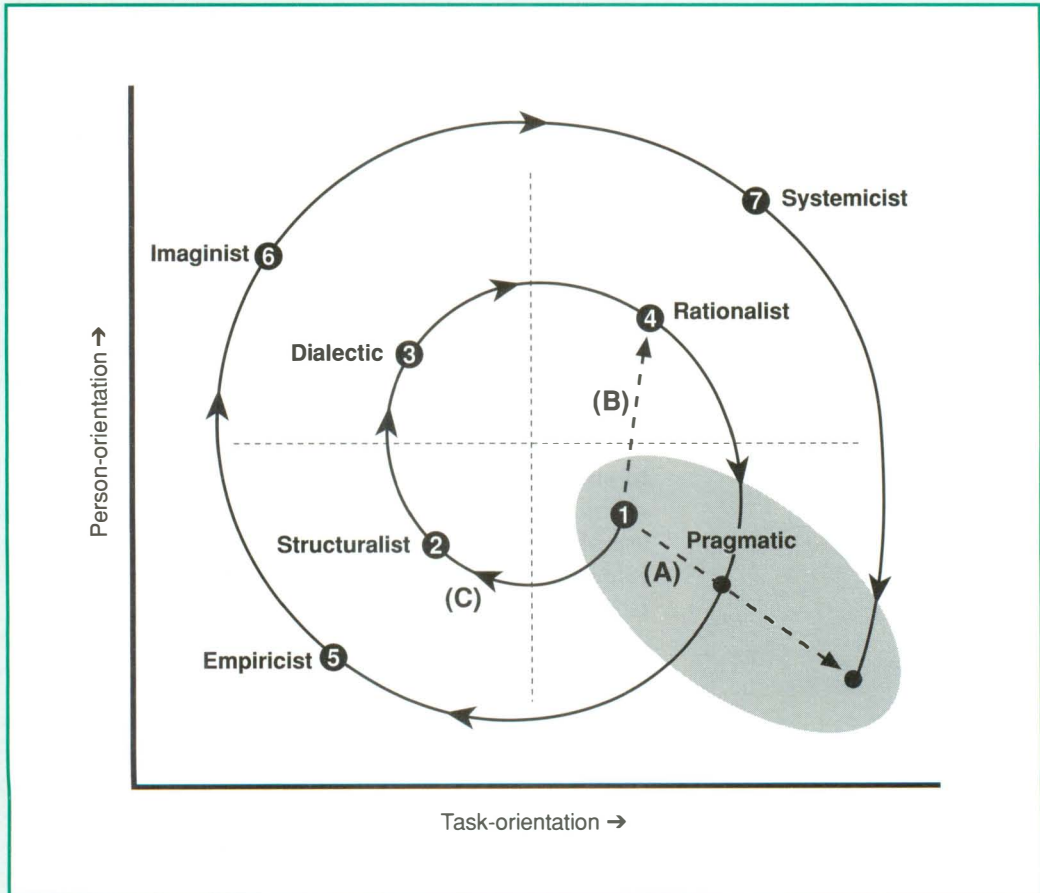 7 Systemicist
Imaginist 6
4 Rationalist
Dialectic 3
(B)
Person-orientation →
1
Pragmatic
Structuralist 2
(A)
(C)
Empiricist 5
Task-orientation →